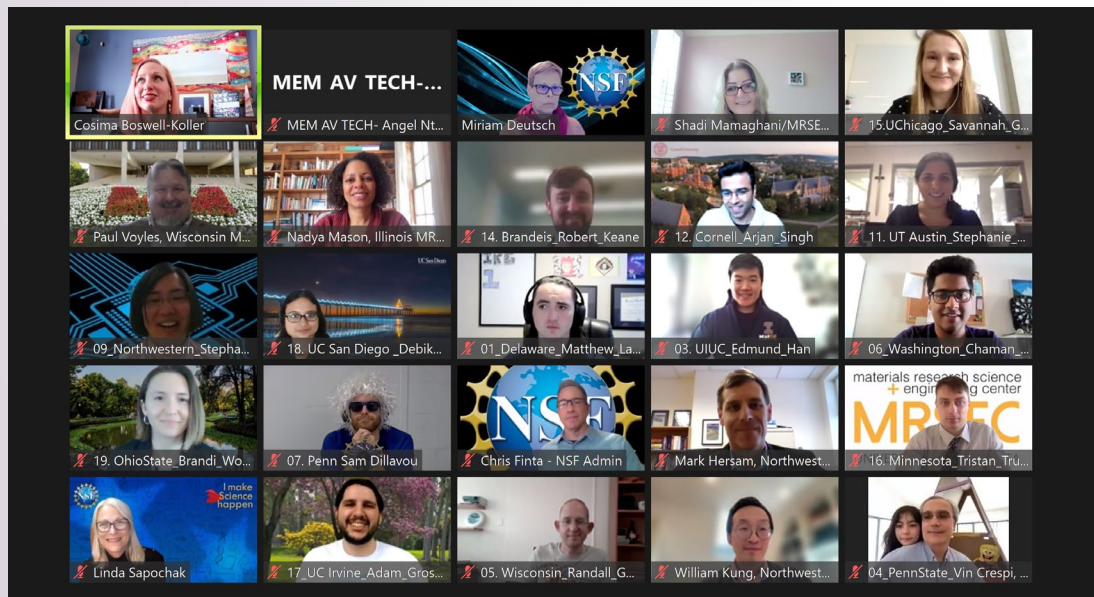 Cosima Boswell-Koller
MEM AV TECH-...
MEM AV TECH- Angel Nt...
NSF
Miriam Deutsch
Shadi Mamaghani/MRSE...
15.UChicago_Savannah_G...
Paul Voyles, Wisconsin M...
Nadya Mason, Illinois MR...
14. Brandeis_Robert_Keane
12. Cornell_Arjan_Singh
11. UT Austin_Stephanie_...
09_Northwestern_Stepha...
UC San Diego
18. UC San Diego _Debik...
01_Delaware_Matthew_La...
03. UIUC_Edmund_Han
06_Washington_Chaman_...
19. OhioState_Brandi_Wo...
07. Penn Sam Dillavou
NSF
Chris Finta - NSF Admin
Mark Hersam, Northwest...
materials research science
+ engineering center
MRSEC
16. Minnesota_Tristan_Tru...
NSF
I make
Science
happen
Linda Sapochak
17_UC Irvine_Adam_Gros...
05. Wisconsin_Randall_G...
William Kung, Northwest...
04_PennState_Vin Crespi, ...